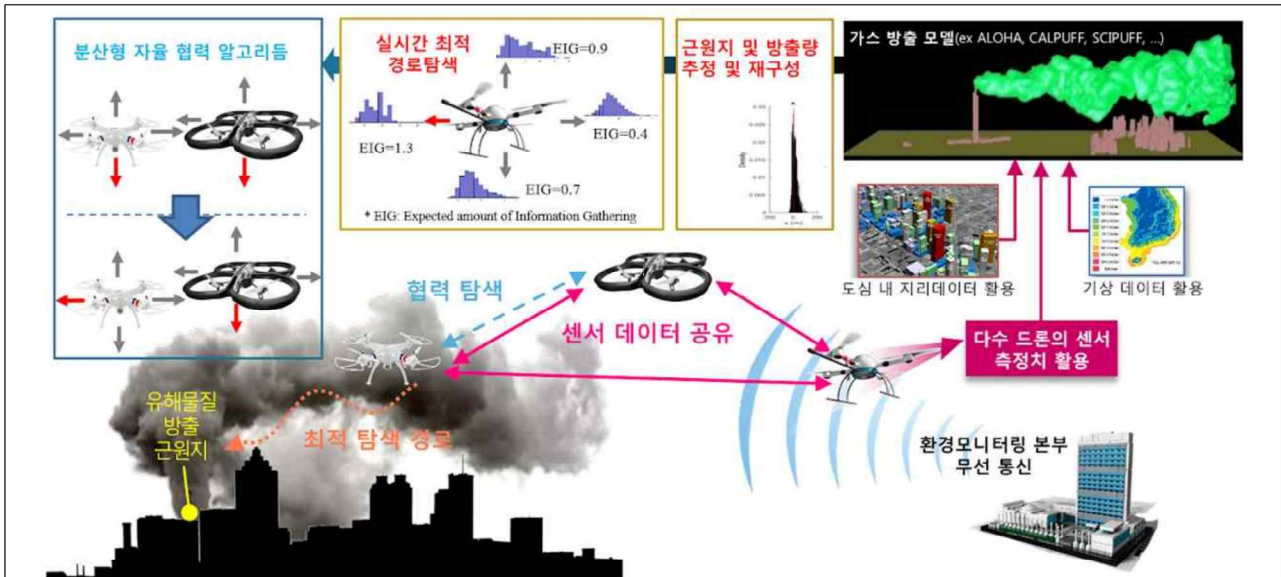 분산형 자율 협력 알고리듬
실시간 최적
경로탐색
EIG=0.9
EIG=1.3
EIG=0.4
EIG=0.7
* EIG: Expected amount of Information Gathering
근원지 및 방출량
추정 및 재구성
Density
가스 방출 모델(ex ALOHA, CALPUFF, SCIPUFF, ...)
도심 내 지리데이터 활용
기상 데이터 활용
협력 탐색
센서 데이터 공유
다수 드론의 센서
측정치 활용
유해물질
방출
근원지
최적 탐색 경로
환경모니터링 본부
무선 통신